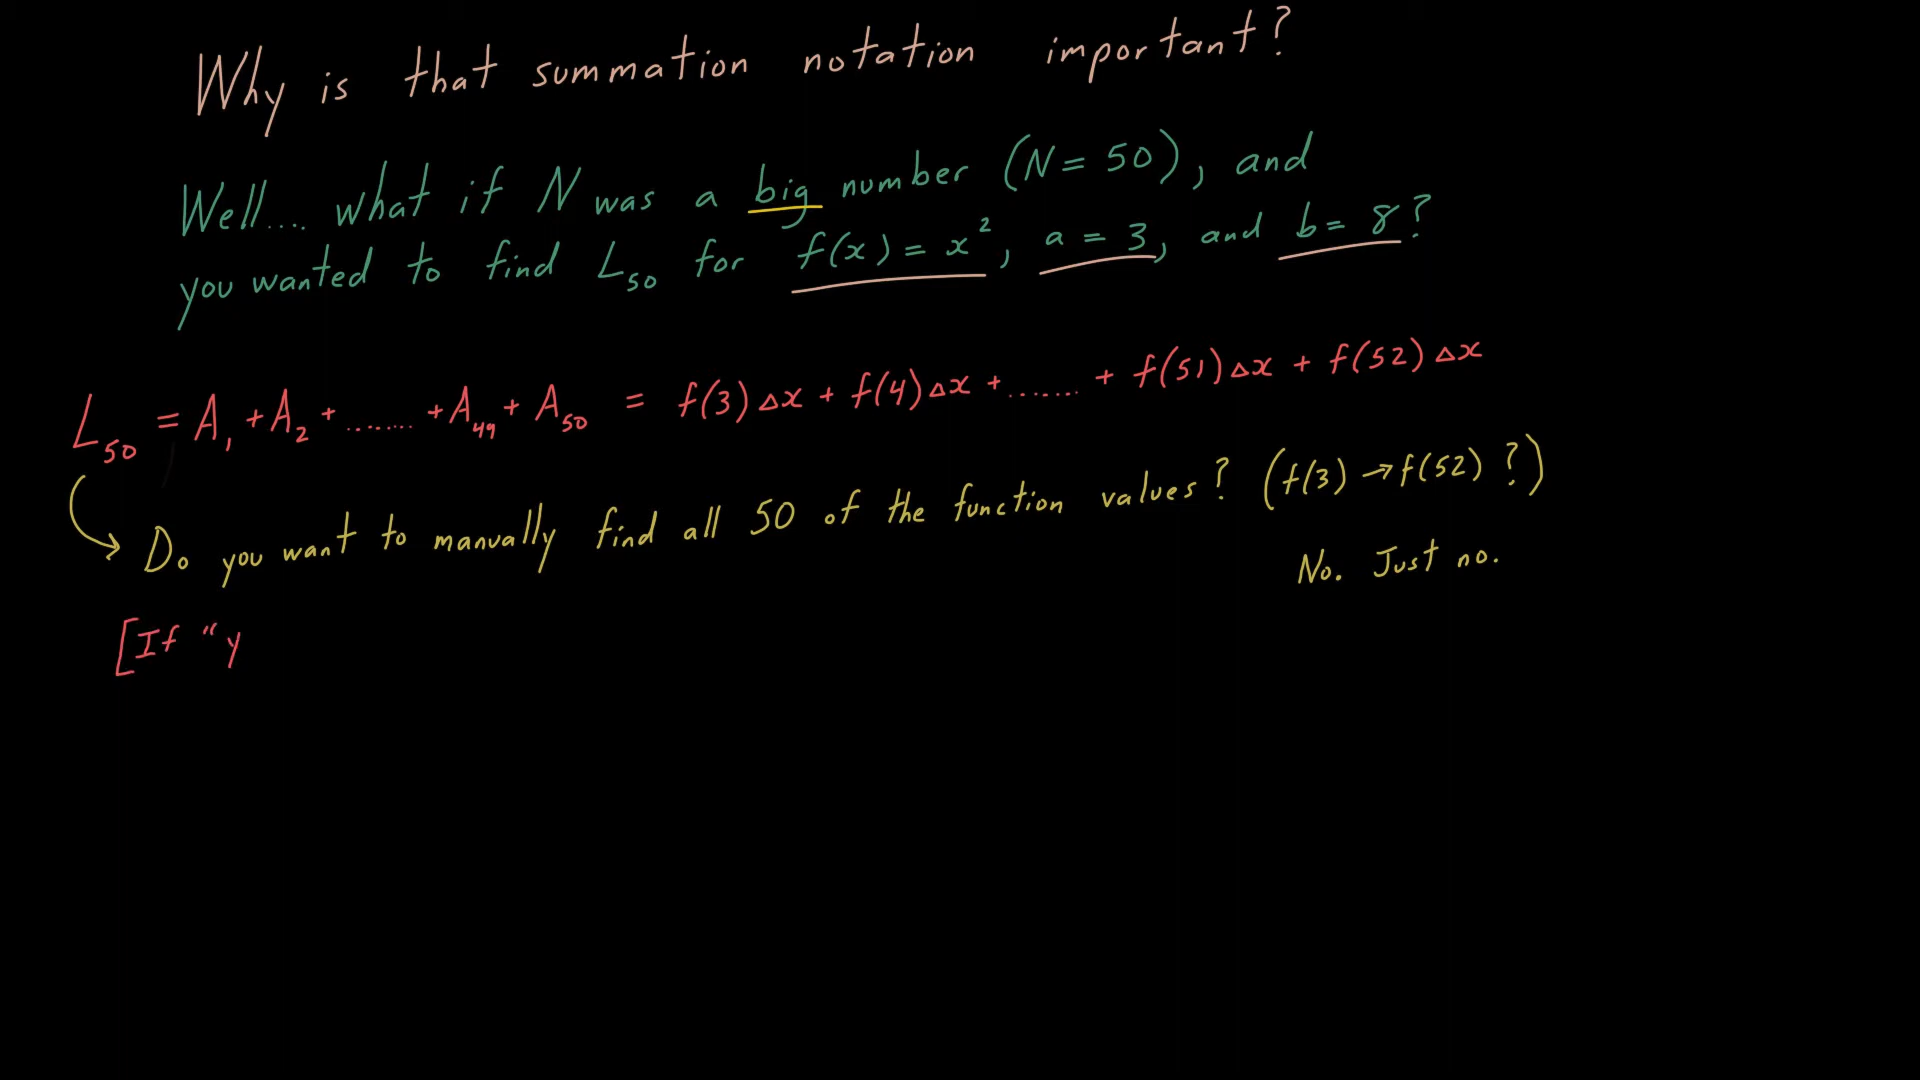 Why is that summation notation important?
Well.... what if N was a big number (N = 50), and
you wanted to find L₅₀ for f(x) = x², a = 3, and b = 8?
L₅₀ = A₁ + A₂ + ........ + A₄₉ + A₅₀ = f(3)Δx + f(4)Δx + ....... + f(51)Δx + f(52)Δx
Do you want to manually find all 50 of the function values? (f(3) → f(52) ?)
No. Just no.
[If "y